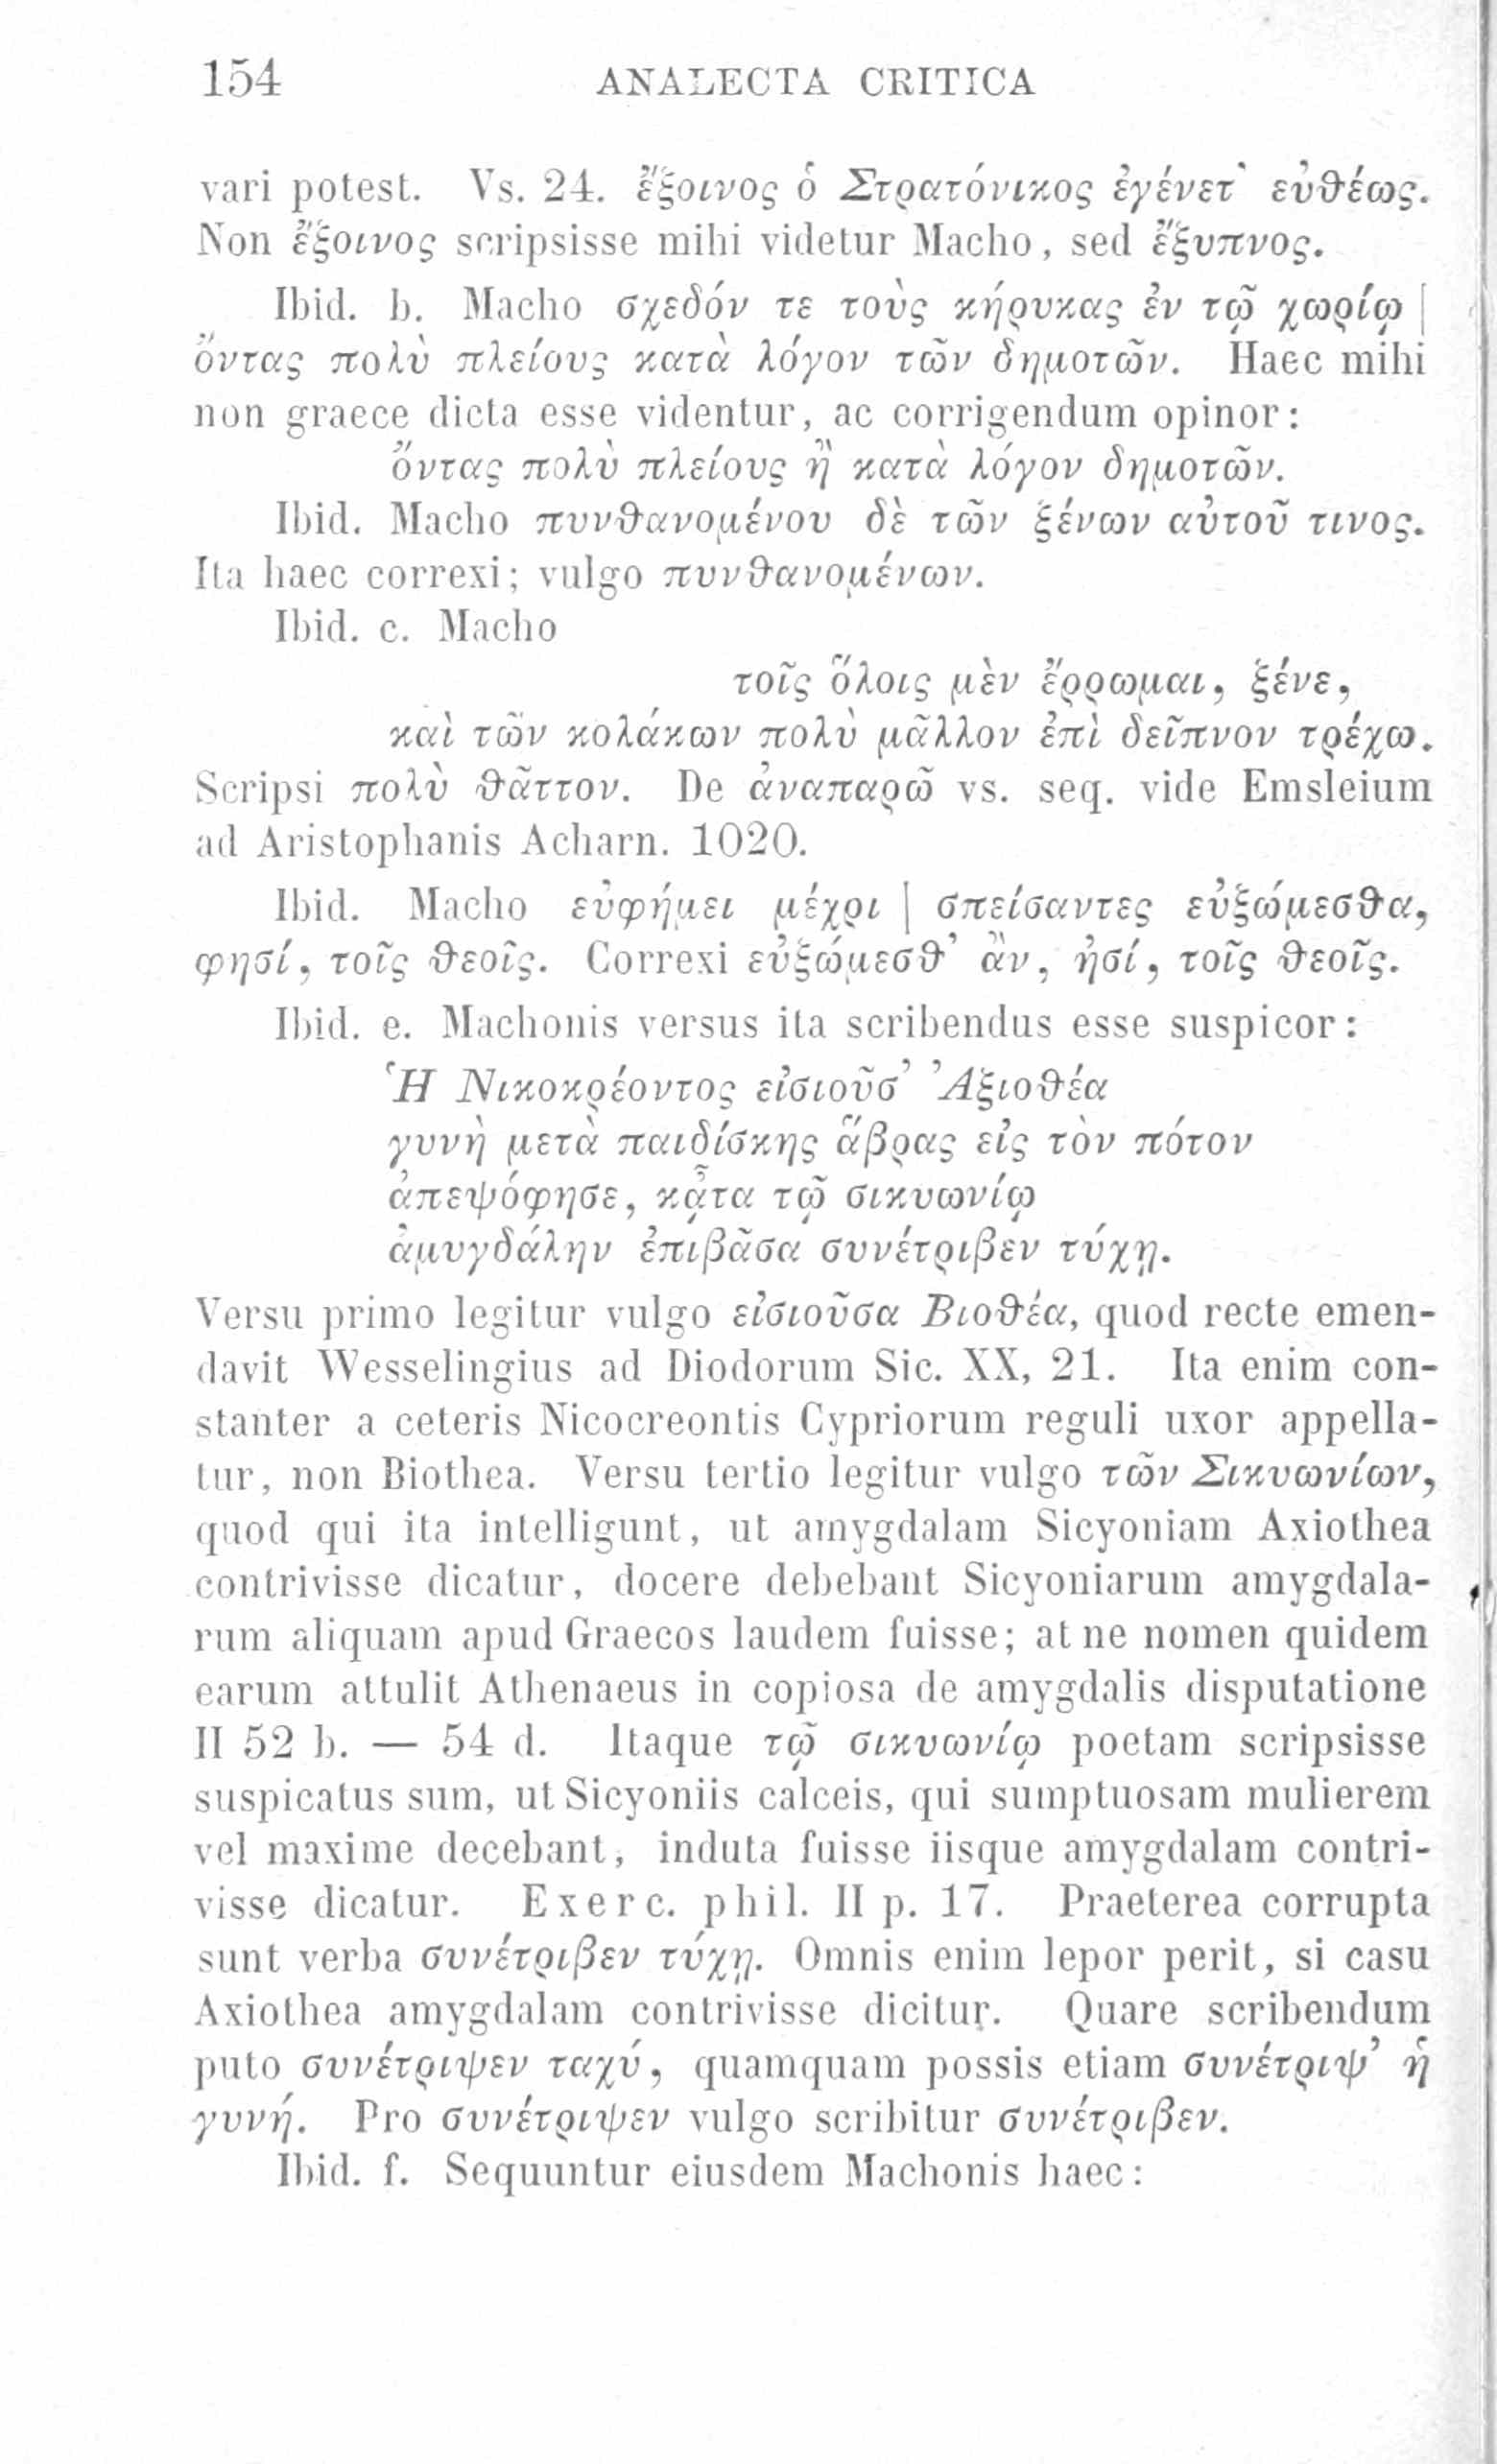 154 ANALECTA CRITICA
vari potest. Vs. 24. ἔξοινος ὁ Στρατόνικος ἐγένετ᾽ εὐθέως.
Non ἔξοινος scripsisse mihi videtur Macho, sed ἔξυπνος.
Ibid. b. Macho σχεδόν τε τοὺς κήρυκας ἐν τῷ χωρίῳ |
ὄντας πολὺ πλείους κατὰ λόγον τῶν δημοτῶν. Haec mihi
non graece dicta esse videntur, ac corrigendum opinor:
ὄντας πολὺ πλείους ἢ κατὰ λόγον δημοτῶν.
Ibid. Macho πυνθανομένου δὲ τῶν ξένων αὐτοῦ τινος.
Ita haec correxi; vulgo πυνθανομένων.
Ibid. c. Macho
τοῖς ὅλοις μὲν ἔρρωμαι, ξένε,
καὶ τῶν κολάκων πολὺ μᾶλλον ἐπὶ δεῖπνον τρέχω.
Scripsi πολὺ θᾶττον. De ἀναπαρῶ vs. seq. vide Emsleium
ad Aristophanis Acharn. 1020.
Ibid. Macho εὐφήμει μέχρι | σπείσαντες εὐξώμεσθα,
φησί, τοῖς θεοῖς. Correxi εὐξώμεσθ᾽ ἂν, ἠσί, τοῖς θεοῖς.
Ibid. e. Machonis versus ita scribendus esse suspicor:
Ἡ Νικοκρέοντος εἰσιοῦσ᾽ Ἀξιοθέα
γυνὴ μετὰ παιδίσκης ἅβρας εἰς τὸν πότον
ἀπεψόφησε, κᾆτα τῷ σικυωνίῳ
ἀμυγδάλην ἐπιβᾶσα συνέτριβεν τύχῃ.
Versu primo legitur vulgo εἰσιοῦσα Βιοθέα, quod recte emen-
davit Wesselingius ad Diodorum Sic. XX, 21. Ita enim con-
stanter a ceteris Nicocreontis Cypriorum reguli uxor appella-
tur, non Biothea. Versu tertio legitur vulgo τῶν Σικυωνίων,
quod qui ita intelligunt, ut amygdalam Sicyoniam Axiothea
contrivisse dicatur, docere debebant Sicyoniarum amygdala-
rum aliquam apud Graecos laudem fuisse; at ne nomen quidem
earum attulit Athenaeus in copiosa de amygdalis disputatione
II 52 b. — 54 d. Itaque τῷ σικυωνίῳ poetam scripsisse
suspicatus sum, ut Sicyoniis calceis, qui sumptuosam mulierem
vel maxime decebant, induta fuisse iisque amygdalam contri-
visse dicatur. Exerc. phil. II p. 17. Praeterea corrupta
sunt verba συνέτριβεν τύχῃ. Omnis enim lepor perit, si casu
Axiothea amygdalam contrivisse dicitur. Quare scribendum
puto συνέτριψεν ταχύ, quamquam possis etiam συνέτριψ᾽ ἡ
γυνή. Pro συνέτριψεν vulgo scribitur συνέτριβεν.
Ibid. f. Sequuntur eiusdem Machonis haec: